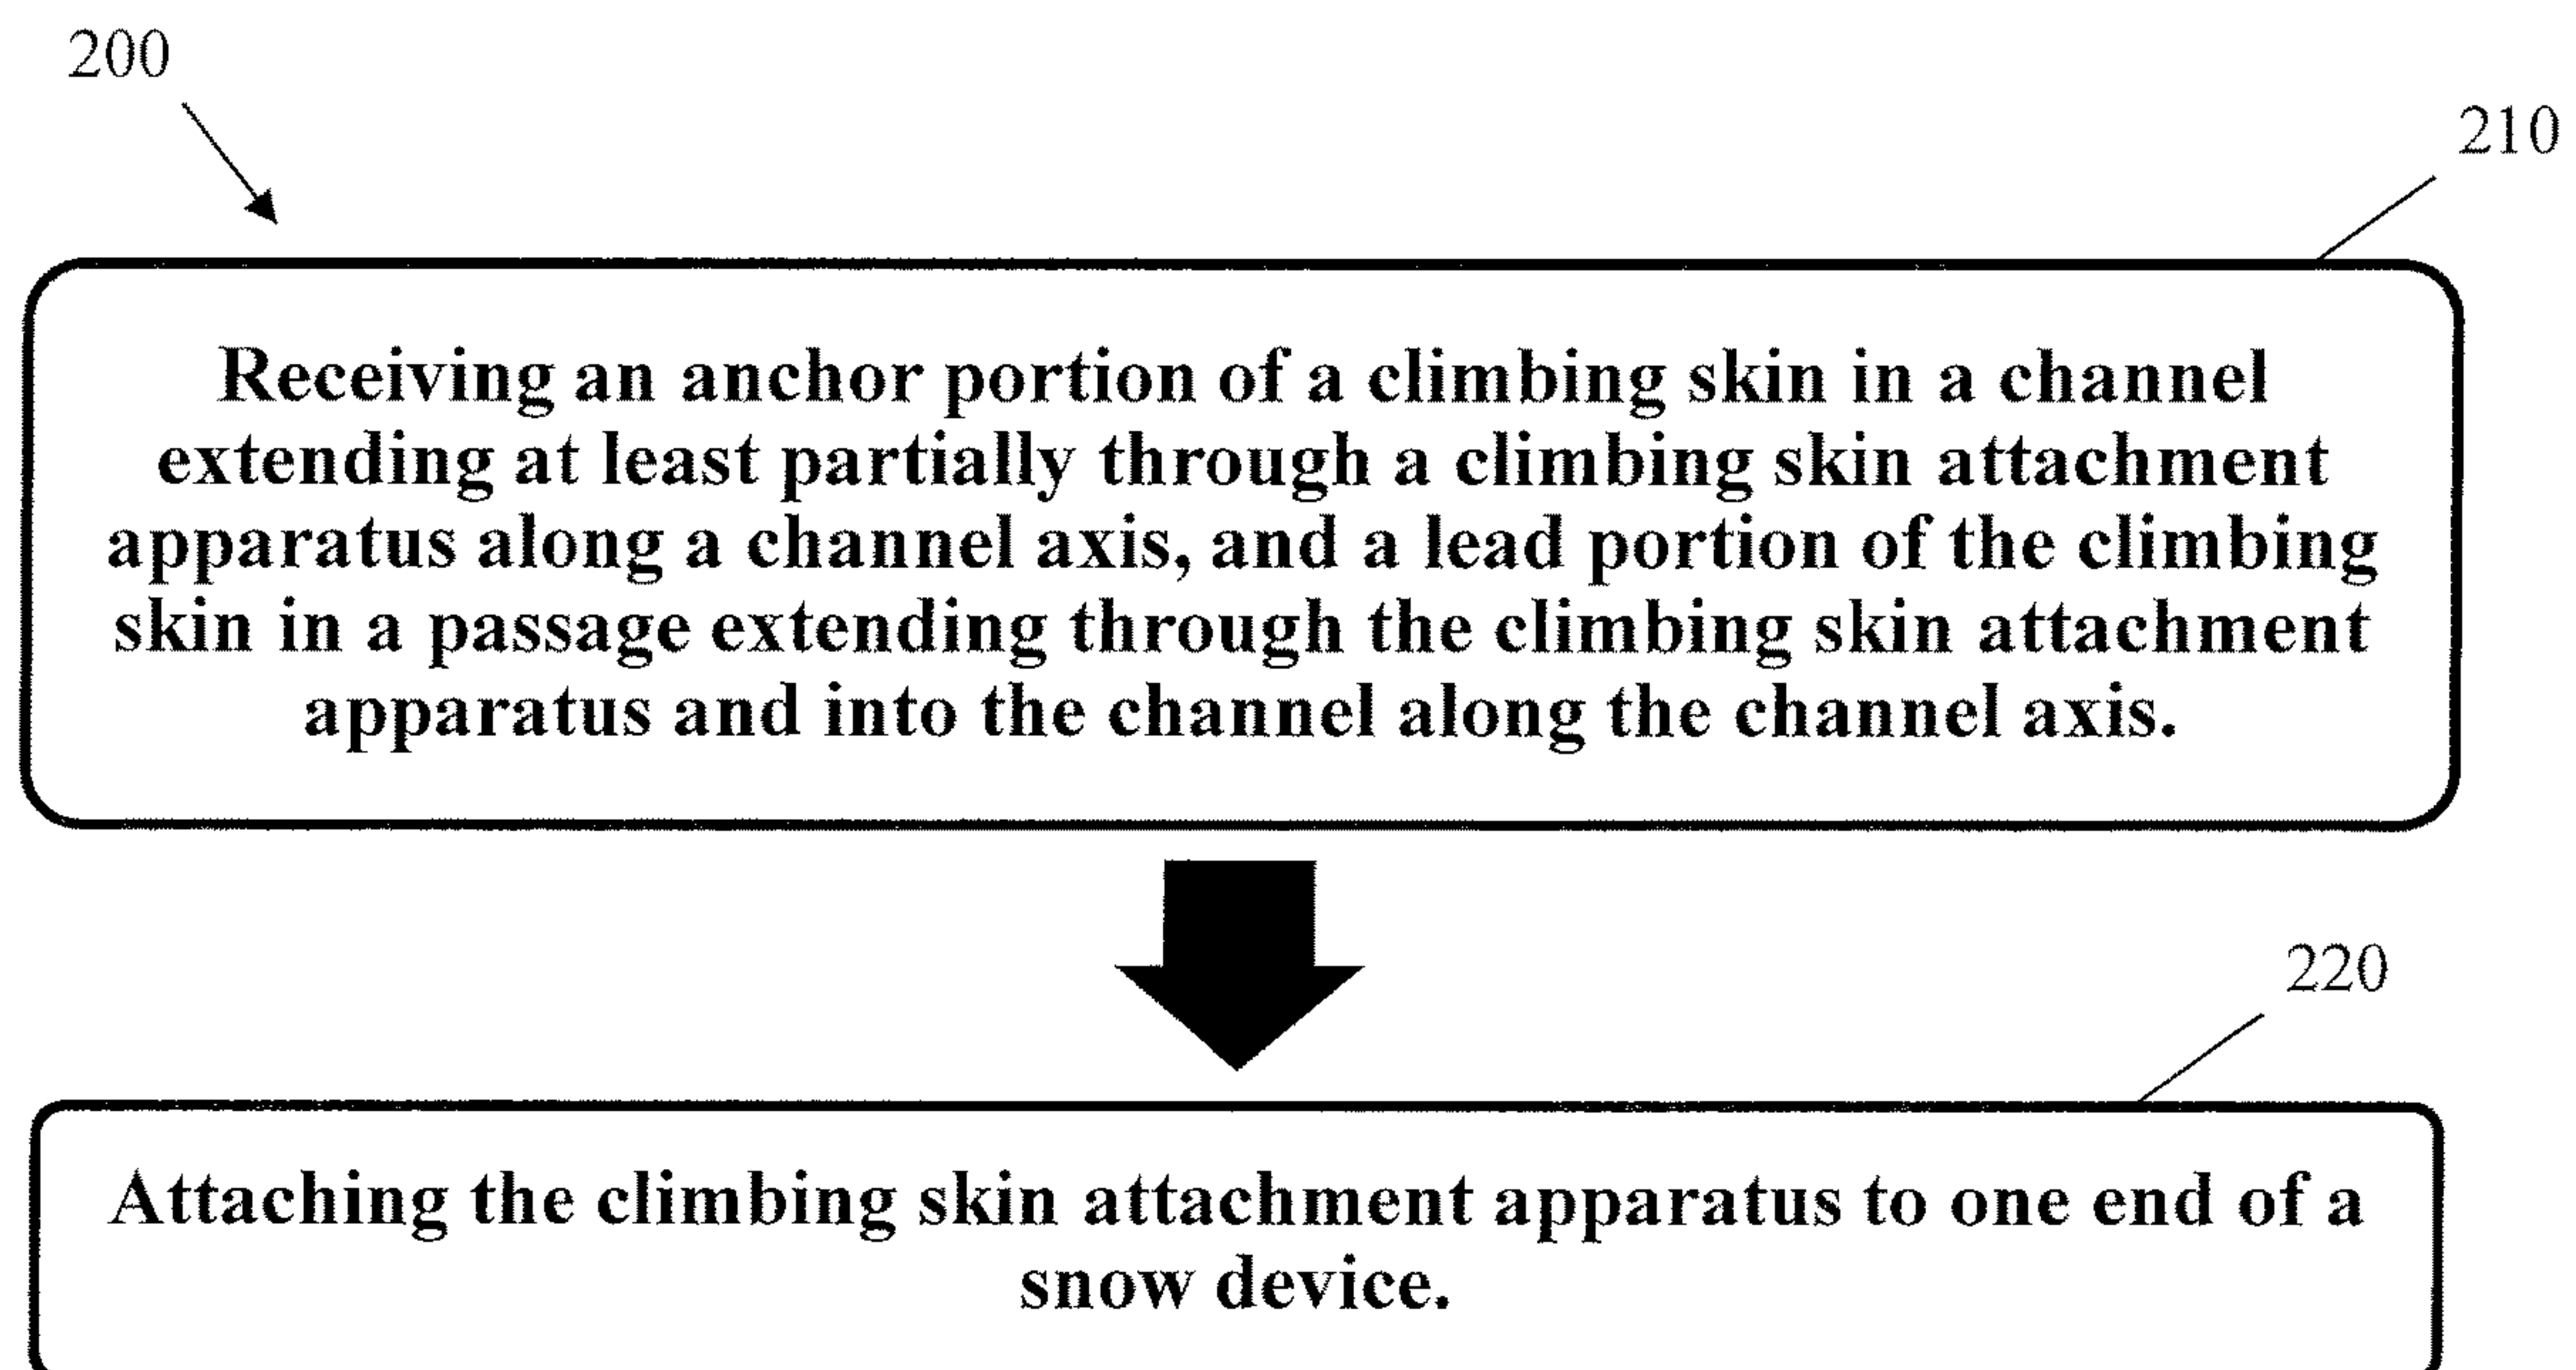 200
210
Receiving an anchor portion of a climbing skin in a channel
extending at least partially through a climbing skin attachment
apparatus along a channel axis, and a lead portion of the climbing
skin in a passage extending through the climbing skin attachment
apparatus and into the channel along the channel axis.
220
Attaching the climbing skin attachment apparatus to one end of a
snow device.